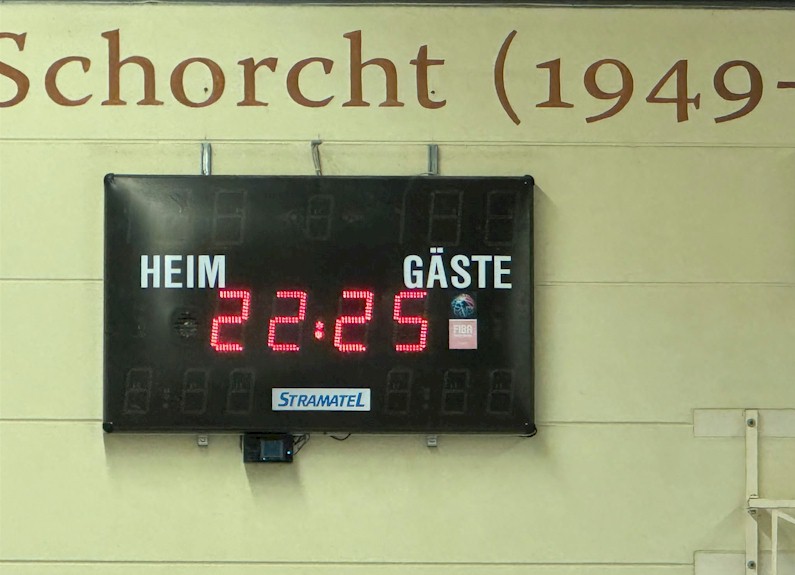 Schorcht (1949-
HEIM GÄSTE
22:25
FIBA
STRAMATEL